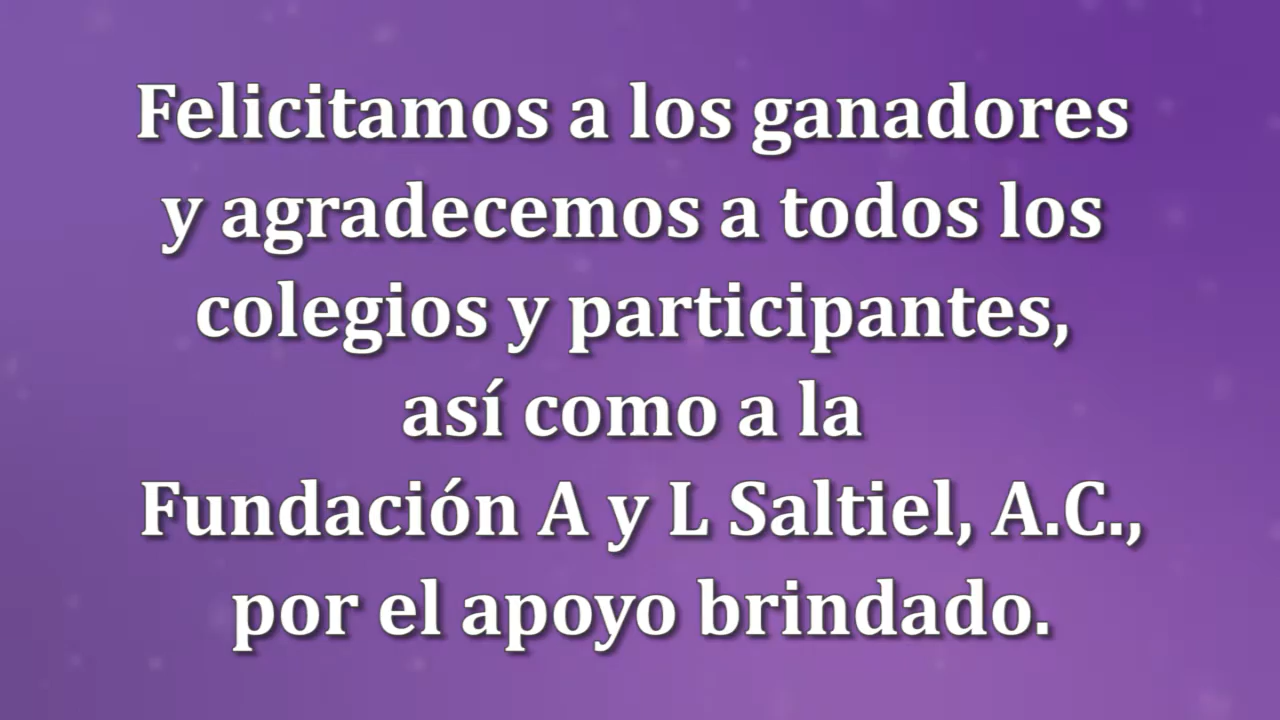 Felicitamos a los ganadores
y agradecemos a todos los
colegios y participantes,
así como a la
Fundación A y L Saltiel, A.C.,
por el apoyo brindado.